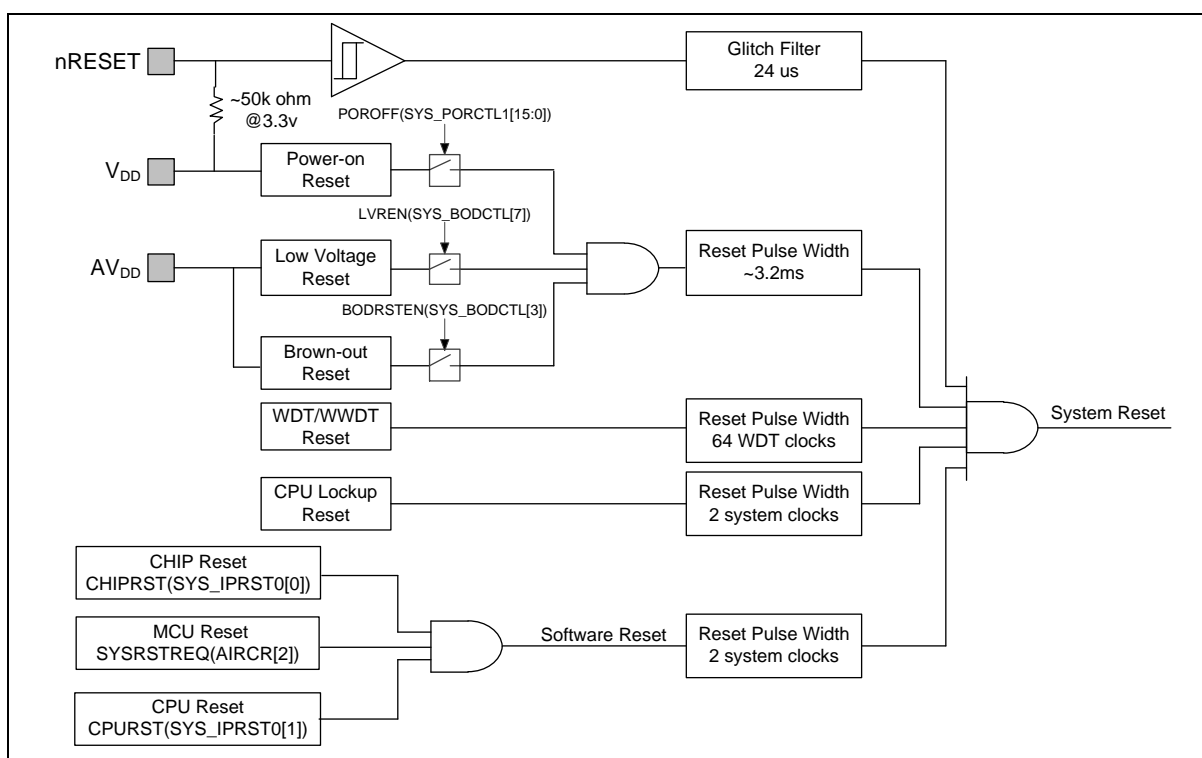 nRESET
~50k ohm
@3.3v
Glitch Filter
24 us
POROFF(SYS_PORCTL1[15:0])
VDD
Power-on
Reset
LVREN(SYS_BODCTL[7])
AVDD
Low Voltage
Reset
Reset Pulse Width
~3.2ms
BODRSTEN(SYS_BODCTL[3])
Brown-out
Reset
WDT/WWDT
Reset
Reset Pulse Width
64 WDT clocks
System Reset
CPU Lockup
Reset
Reset Pulse Width
2 system clocks
CHIP Reset
CHIPRST(SYS_IPRST0[0])
MCU Reset
SYSRSTREQ(AIRCR[2])
Software Reset
Reset Pulse Width
2 system clocks
CPU Reset
CPURST(SYS_IPRST0[1])